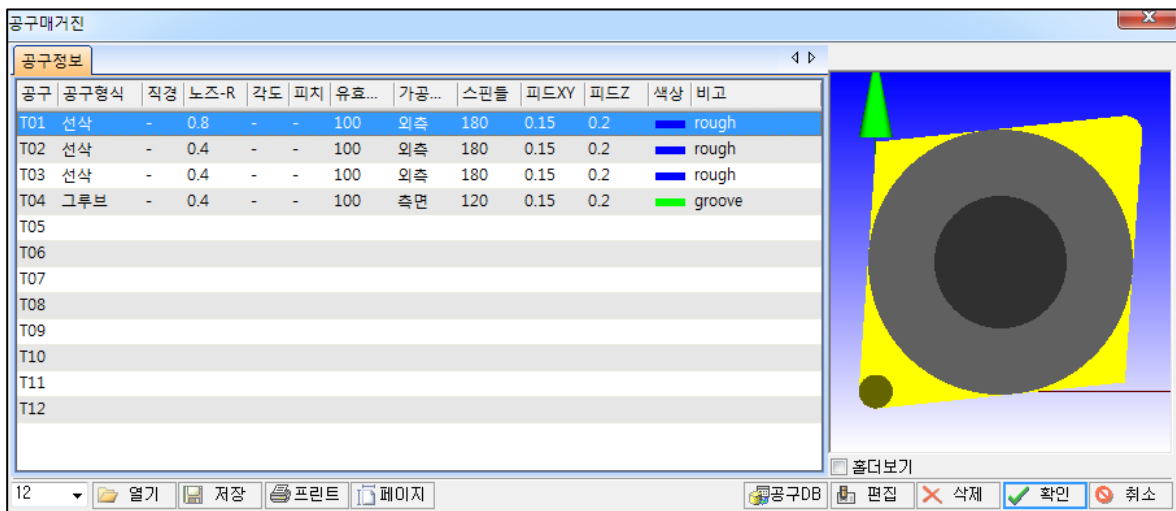 공구매거진
공구정보
공구 공구형식 직경 노즈-R 각도 피치 유효... 가공... 스핀들 피드XY 피드Z 색상 비고
T01 선삭 - 0.8 - - 100 외측 180 0.15 0.2 rough
T02 선삭 - 0.4 - - 100 외측 180 0.15 0.2 rough
T03 선삭 - 0.4 - - 100 외측 180 0.15 0.2 rough
T04 그루브 - 0.4 - - 100 측면 120 0.15 0.2 groove
T05
T06
T07
T08
T09
T10
T11
T12
홀더보기
12 열기 저장 프린트 페이지 공구DB 편집 삭제 확인 취소